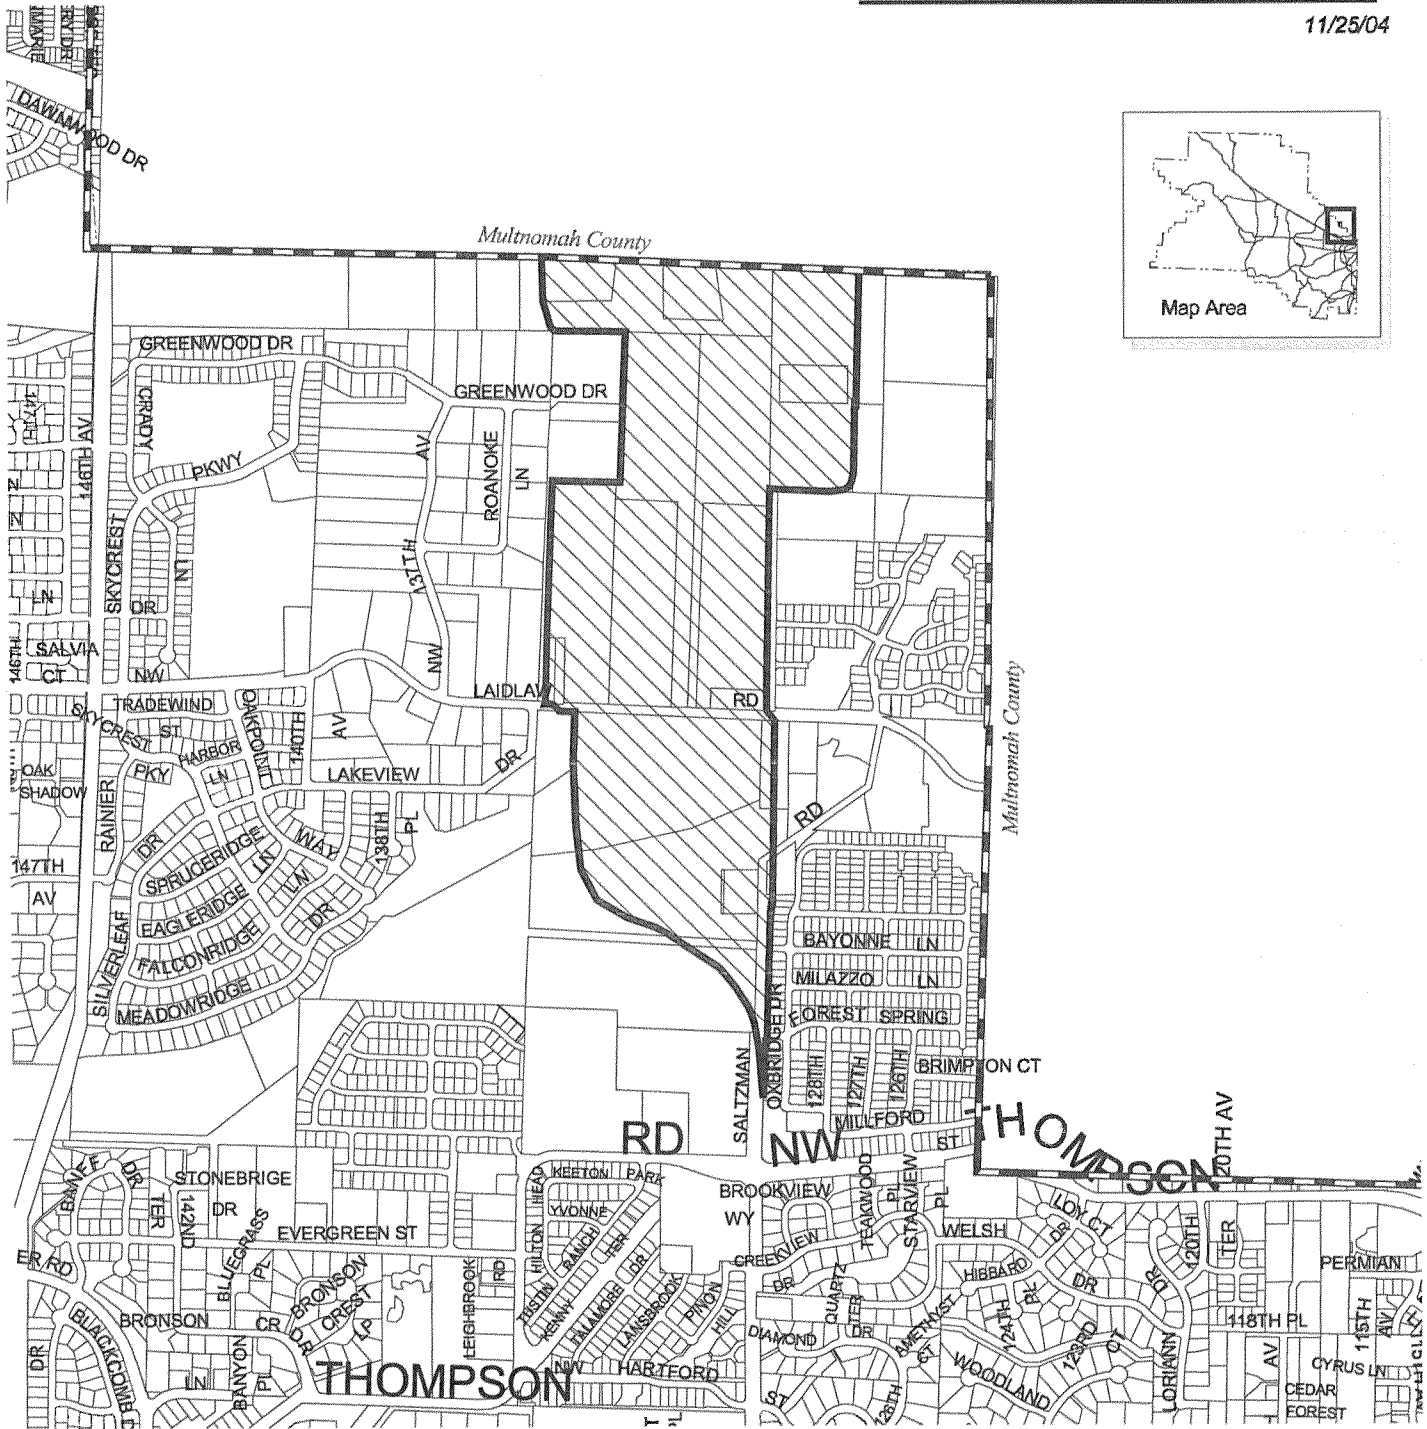 11/25/04
DAWNWOOD DR
Multnomah County
Map Area
GREENWOOD DR
GREENWOOD DR
CRADY
147TH
146TH AV
PKWY
AV
ROANOKE
LN
137TH
NW
SKYCREST
LN
LN
DR
146TH
SALVIA
CT
NW
LAIDLAW
RD
TRADEWIND
ST
SKYCREST
PKY
HARBOR
LN
OAKPOINT
140TH
AV
OAK
SHADOW
LAKEVIEW
DR
RAINIER
DR
138TH
PL
WAY
RD
Multnomah County
147TH
AV
SPRUCERIDGE
LN
LN
EAGLERIDGE
DR
FALCONRIDGE
SILVERLEAF
MEADOWRIDGE
BAYONNE LN
MILAZZO LN
FOREST SPRING
OXBRIDGE DR
SALTZMAN
128TH
127TH
126TH
BRIMPTON CT
MILLFORD
ST
RD
NW
THOMPSON
20TH AV
BANFF
DR
TER
142ND
STONEBRIGE
DR
BLUEGRASS
PL
EVERGREEN ST
HILTON HEAD
KEETON PARK
YVONNE
RANCH
TER
BROOKVIEW
WY
TEAKWOOD
PL
STARVIEW
PL
LOY CT
WELSH
DR
120TH
TER
PERMIAN
ER RD
LEIGHBROOK
RD
TUSTIN
KENNY
TALAMORE
DR
LANSBROOK
PINON
HILL
CREEKVIEW
DR
QUARTZ
TER
HIBBARD
DR
DR
BRONSON
CREST
LP
BRONSON CR
DR
BLACKCOMB
DIAMOND
DR
AMETHYST
CT
124TH
PL
123RD
CT
118TH PL
115TH
AV
DR
LN
BANYON
PL
THOMPSON
NW
HARTFORD
ST
128TH
WOODLAND
LORIANN
AV
CYRUS LN
CEDAR
FOREST
PL